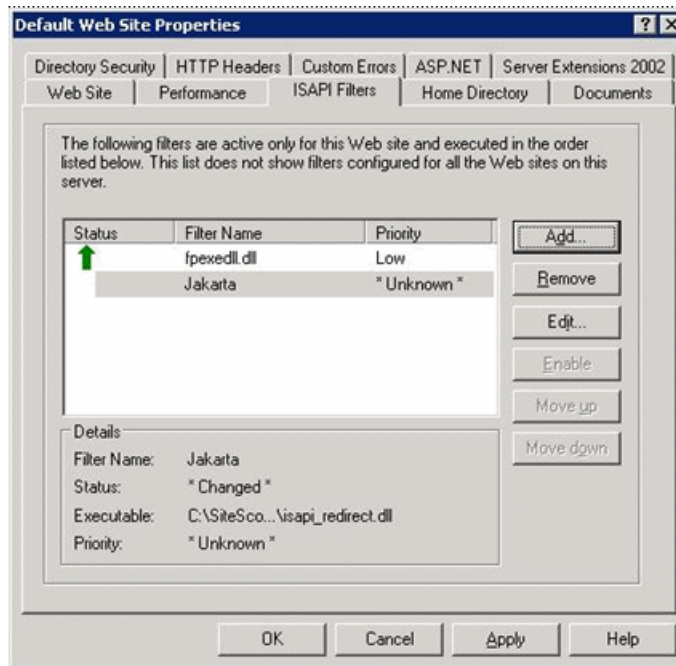 Default Web Site Properties
Directory Security HTTP Headers Custom Errors ASP.NET Server Extensions 2002
Web Site Performance ISAPI Filters Home Directory Documents
The following filters are active only for this Web site and executed in the order
listed below. This list does not show filters configured for all the Web sites on this
server.
Status Filter Name Priority
fpexedll.dll Low
Jakarta * Unknown *
Add...
Remove
Edit...
Enable
Move up
Move down
Details
Filter Name: Jakarta
Status: * Changed *
Executable: C:\SiteSco...\isapi_redirect.dll
Priority: * Unknown *
OK Cancel Apply Help